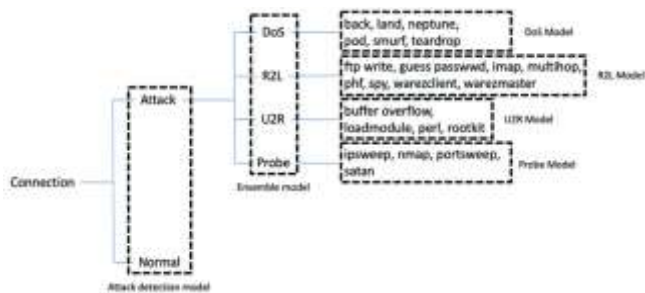 DoS
back, land, neptune,
pod, smurf, teardrop
DoS Model
R2L
ftp write, guess passwwd, imap, multihop,
phf, spy, warezclient, warezmaster
R2L Model
Attack
U2R
buffer overflow,
loadmodule, perl, rootkit
U2R Model
Probe
ipsweep, nmap, portsweep,
satan
Probe Model
Ensemble model
Connection
Normal
Attack detection model